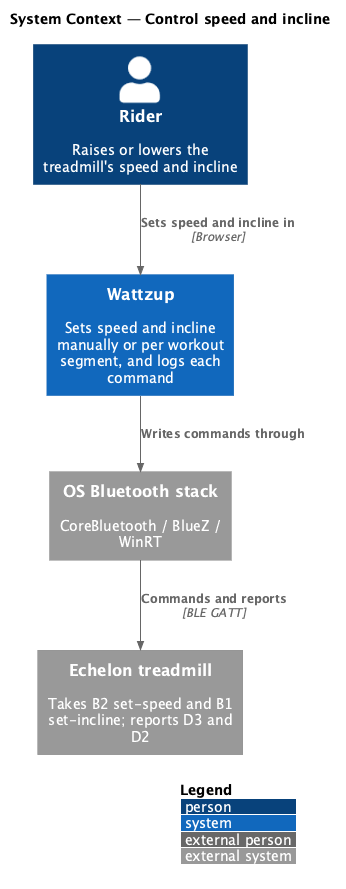 System Context — Control speed and incline
Rider
Raises or lowers the
treadmill's speed and incline
Sets speed and incline in
[Browser]
Wattzup
Sets speed and incline
manually or per workout
segment, and logs each
command
Writes commands through
OS Bluetooth stack
CoreBluetooth / BlueZ /
WinRT
Commands and reports
[BLE GATT]
Echelon treadmill
Takes B2 set-speed and B1
set-incline; reports D3 and
D2
Legend
person
system
external person
external system